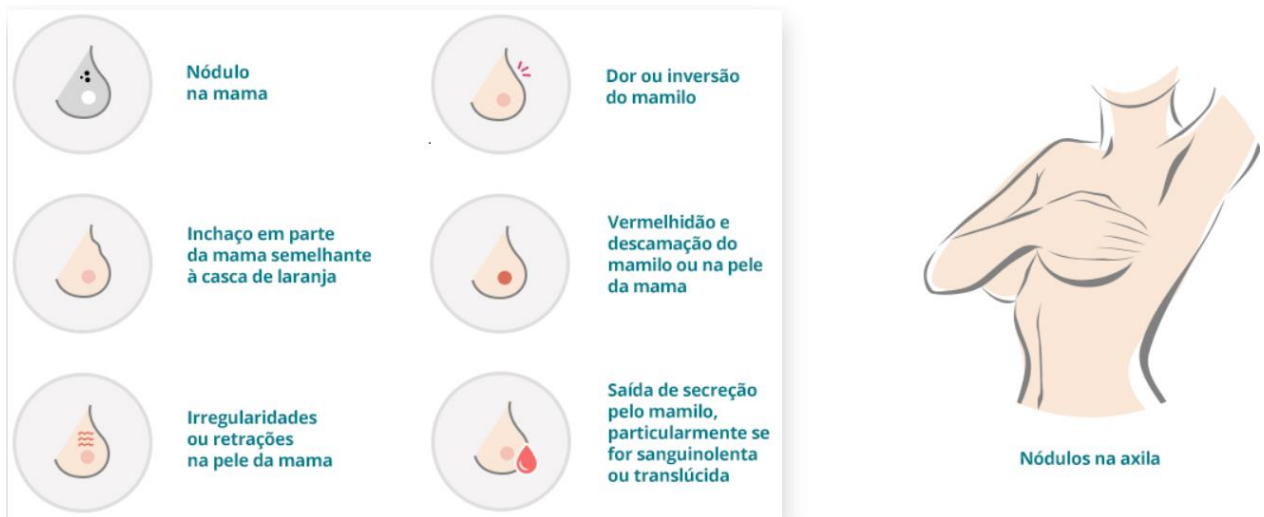 Nódulo
na mama
Dor ou inversão
do mamilo
Inchaço em parte
da mama semelhante
à casca de laranja
Vermelhidão e
descamação do
mamilo ou na pele
da mama
Irregularidades
ou retrações
na pele da mama
Saída de secreção
pelo mamilo,
particularmente se
for sanguinolenta
ou translúcida
Nódulos na axila